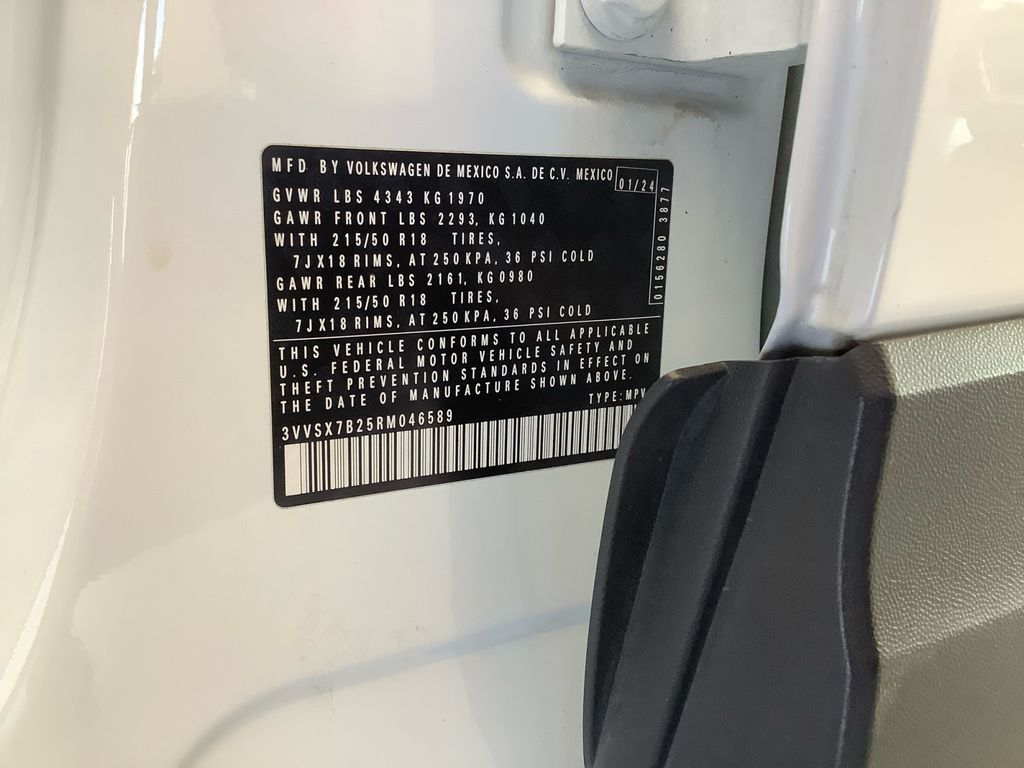 MFD BY VOLKSWAGEN DE MEXICO S.A. DE C.V. MEXICO 01/24
GVWR LBS 4343 KG 1970
GAWR FRONT LBS 2293, KG 1040
WITH 215/50 R18 TIRES,
7JX18 RIMS, AT 250 KPA, 36 PSI COLD
GAWR REAR LBS 2161, KG 0980
WITH 215/50 R18 TIRES,
7JX18 RIMS, AT 250 KPA, 36 PSI COLD
0156280 3877
THIS VEHICLE CONFORMS TO ALL APPLICABLE
U.S. FEDERAL MOTOR VEHICLE SAFETY AND
THEFT PREVENTION STANDARDS IN EFFECT ON
THE DATE OF MANUFACTURE SHOWN ABOVE.
TYPE: MPV
3VVSX7B25RM046589